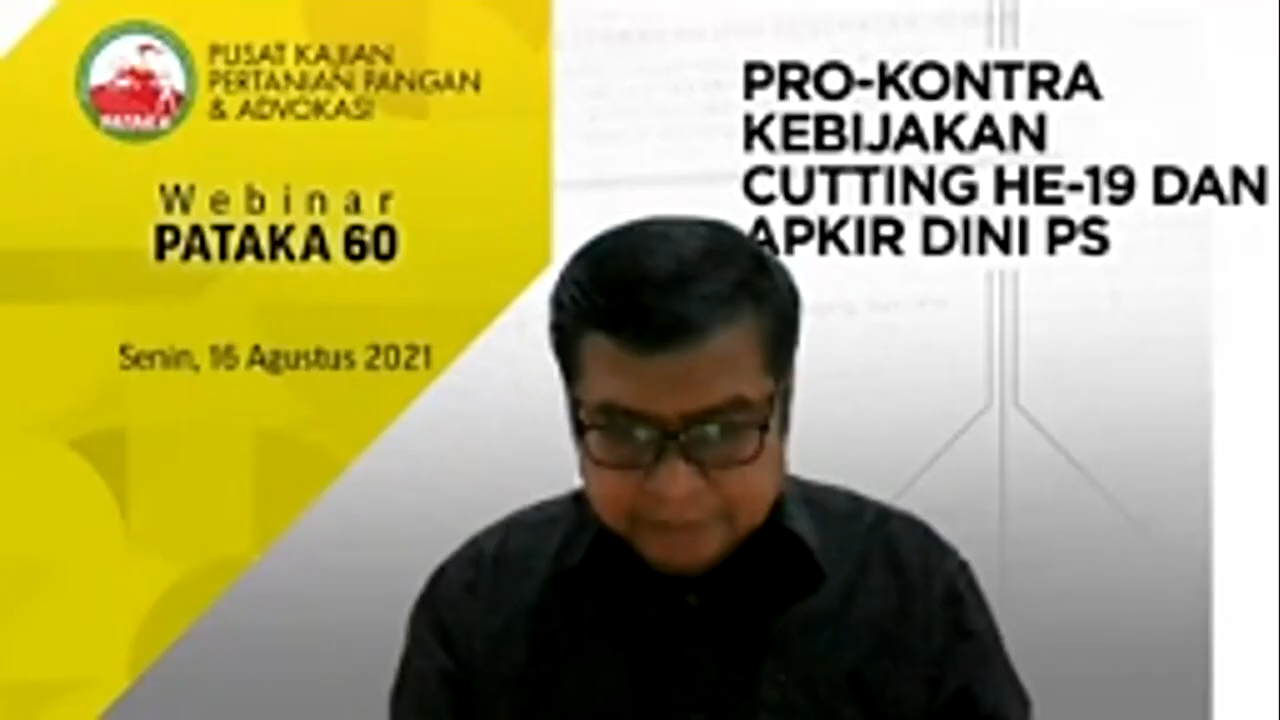 PUSAT KAJIAN
PERTANIAN PANGAN
& ADVOKASI
PATAKA
Webinar
PATAKA 60
Senin, 16 Agustus 2021
PRO-KONTRA
KEBIJAKAN
CUTTING HE-19 DAN
APKIR DINI PS